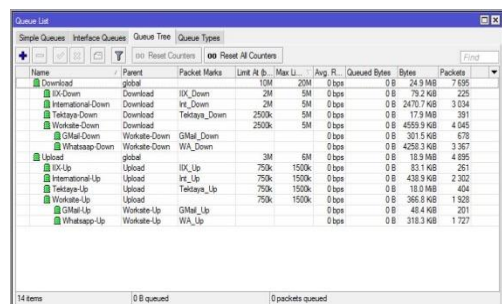 Queue List
Simple Queues Interface Queues Queue Tree Queue Types
00 Reset Counters 00 Reset All Counters Find
Name Parent Packet Marks Limit At (b... Max Li... Avg. R... Queued Bytes Bytes Packets
Download global 10M 20M 0 bps 0 B 24.9 MiB 7 695
IIX-Down Download IIX_Down 2M 5M 0 bps 0 B 79.2 KiB 225
International-Down Download Int_Down 2M 5M 0 bps 0 B 2470.7 KiB 3 034
Tektaya-Down Download Tektaya_Down 2500k 5M 0 bps 0 B 17.9 MiB 391
Worksite-Down Download 2500k 5M 0 bps 0 B 4559.9 KiB 4 045
GMail-Down Worksite-Down GMail_Down 0 bps 0 B 301.5 KiB 678
Whatsaap-Down Worksite-Down WA_Down 0 bps 0 B 4258.3 KiB 3 367
Upload global 3M 6M 0 bps 0 B 18.9 MiB 4 895
IIX-Up Upload IIX_Up 750k 1500k 0 bps 0 B 83.1 KiB 261
International-Up Upload Int_Up 750k 1500k 0 bps 0 B 438.9 KiB 2 302
Tektaya-Up Upload Tektaya_Up 750k 1500k 0 bps 0 B 18.0 MiB 404
Worksite-Up Upload 750k 1500k 0 bps 0 B 366.8 KiB 1 928
GMail-Up Worksite-Up GMail_Up 0 bps 0 B 48.4 KiB 201
Whatsapp-Up Worksite-Up WA_Up 0 bps 0 B 318.3 KiB 1 727
14 items 0 B queued 0 packets queued